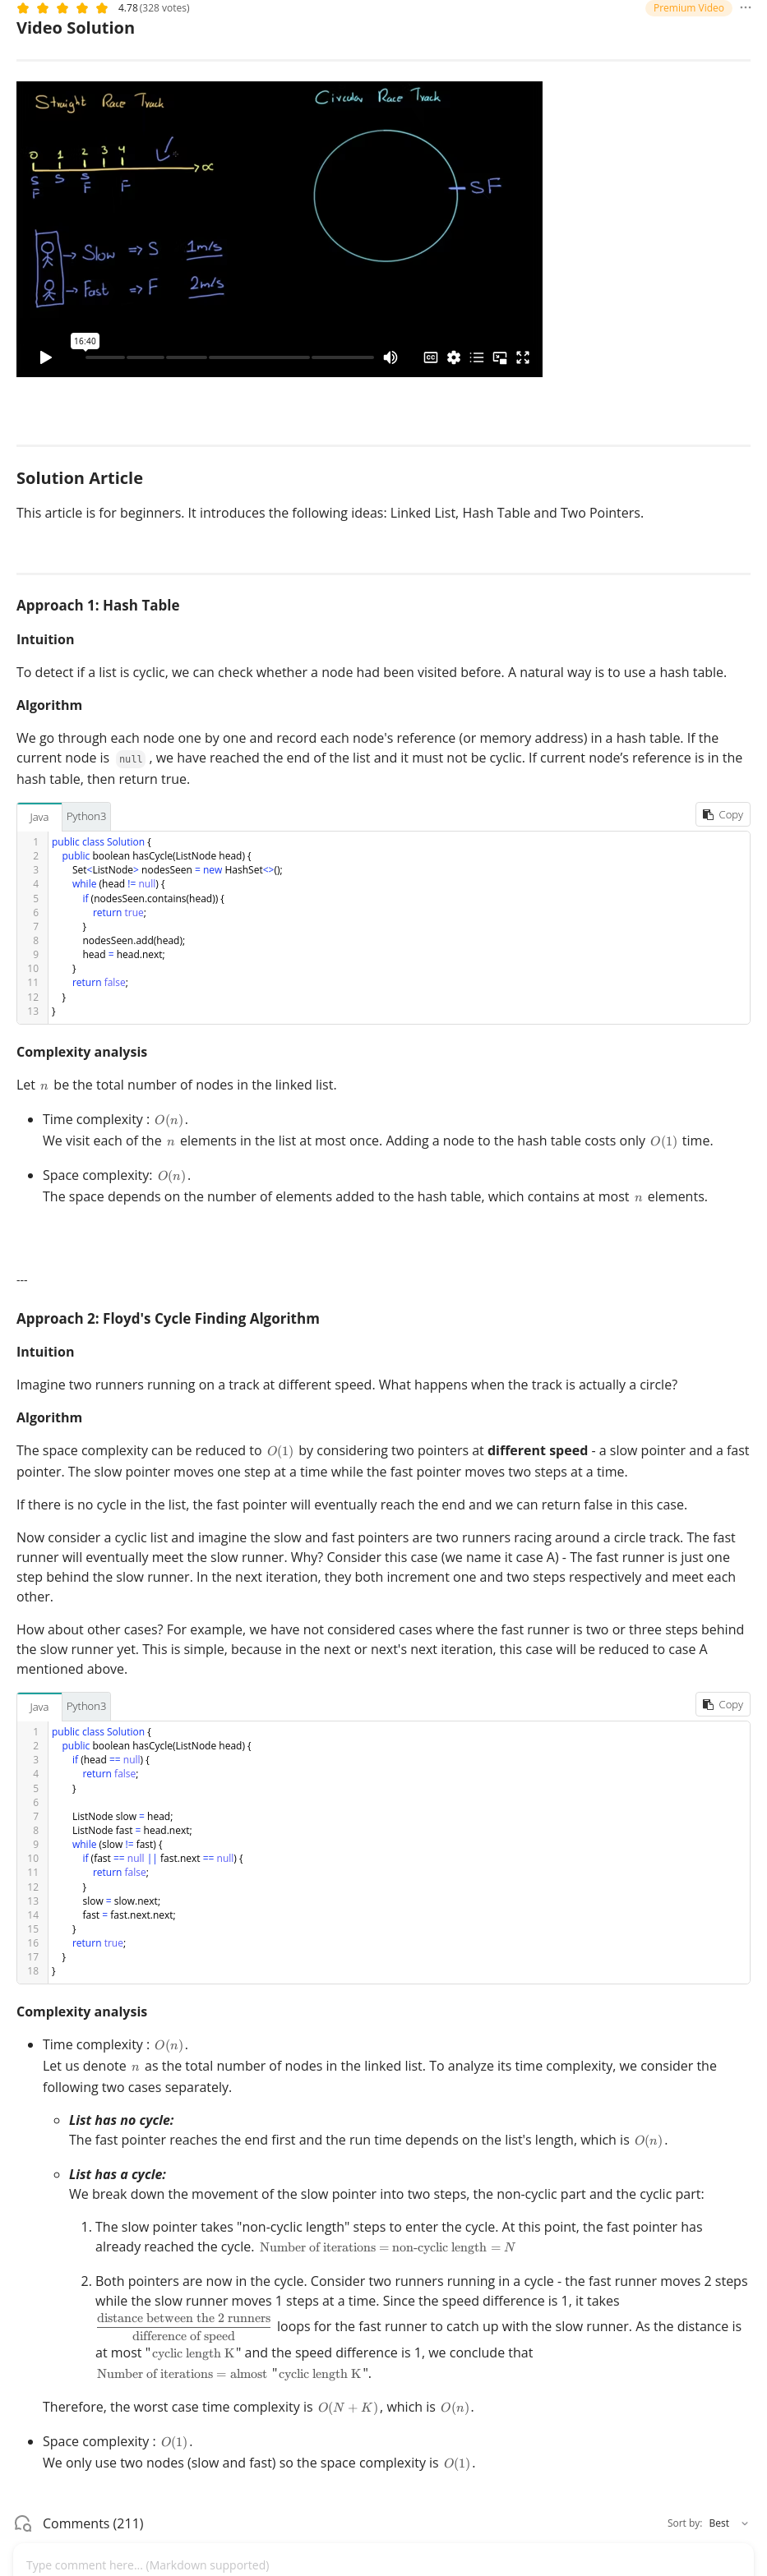 4.78 (328 votes)
Premium Video
Video Solution
Straight Race Track
Circular Race Track
0 1 2 3 4
x
S S S
F F F
SF
Slow => S 1m/s
Fast => F 2m/s
16:40
CC
Solution Article
This article is for beginners. It introduces the following ideas: Linked List, Hash Table and Two Pointers.
Approach 1: Hash Table
Intuition
To detect if a list is cyclic, we can check whether a node had been visited before. A natural way is to use a hash table.
Algorithm
We go through each node one by one and record each node's reference (or memory address) in a hash table. If the
current node is null , we have reached the end of the list and it must not be cyclic. If current node’s reference is in the
hash table, then return true.
Java Python3
Copy
1 public class Solution {
2 public boolean hasCycle(ListNode head) {
3 Set<ListNode> nodesSeen = new HashSet<>();
4 while (head != null) {
5 if (nodesSeen.contains(head)) {
6 return true;
7 }
8 nodesSeen.add(head);
9 head = head.next;
10 }
11 return false;
12 }
13 }
Complexity analysis
Let n be the total number of nodes in the linked list.
• Time complexity : O(n).
We visit each of the n elements in the list at most once. Adding a node to the hash table costs only O(1) time.
• Space complexity: O(n).
The space depends on the number of elements added to the hash table, which contains at most n elements.
---
Approach 2: Floyd's Cycle Finding Algorithm
Intuition
Imagine two runners running on a track at different speed. What happens when the track is actually a circle?
Algorithm
The space complexity can be reduced to O(1) by considering two pointers at different speed - a slow pointer and a fast
pointer. The slow pointer moves one step at a time while the fast pointer moves two steps at a time.
If there is no cycle in the list, the fast pointer will eventually reach the end and we can return false in this case.
Now consider a cyclic list and imagine the slow and fast pointers are two runners racing around a circle track. The fast
runner will eventually meet the slow runner. Why? Consider this case (we name it case A) - The fast runner is just one
step behind the slow runner. In the next iteration, they both increment one and two steps respectively and meet each
other.
How about other cases? For example, we have not considered cases where the fast runner is two or three steps behind
the slow runner yet. This is simple, because in the next or next's next iteration, this case will be reduced to case A
mentioned above.
Java Python3
Copy
1 public class Solution {
2 public boolean hasCycle(ListNode head) {
3 if (head == null) {
4 return false;
5 }
6
7 ListNode slow = head;
8 ListNode fast = head.next;
9 while (slow != fast) {
10 if (fast == null || fast.next == null) {
11 return false;
12 }
13 slow = slow.next;
14 fast = fast.next.next;
15 }
16 return true;
17 }
18 }
Complexity analysis
• Time complexity : O(n).
Let us denote n as the total number of nodes in the linked list. To analyze its time complexity, we consider the
following two cases separately.
◦ List has no cycle:
The fast pointer reaches the end first and the run time depends on the list's length, which is O(n).
◦ List has a cycle:
We break down the movement of the slow pointer into two steps, the non-cyclic part and the cyclic part:
1. The slow pointer takes "non-cyclic length" steps to enter the cycle. At this point, the fast pointer has
already reached the cycle. Number of iterations = non-cyclic length = N
2. Both pointers are now in the cycle. Consider two runners running in a cycle - the fast runner moves 2 steps
while the slow runner moves 1 steps at a time. Since the speed difference is 1, it takes
distance between the 2 runners
difference of speed
loops for the fast runner to catch up with the slow runner. As the distance is
at most "cyclic length K" and the speed difference is 1, we conclude that
Number of iterations = almost "cyclic length K".
Therefore, the worst case time complexity is O(N + K), which is O(n).
• Space complexity : O(1).
We only use two nodes (slow and fast) so the space complexity is O(1).
Comments (211)
Sort by: Best
Type comment here... (Markdown supported)